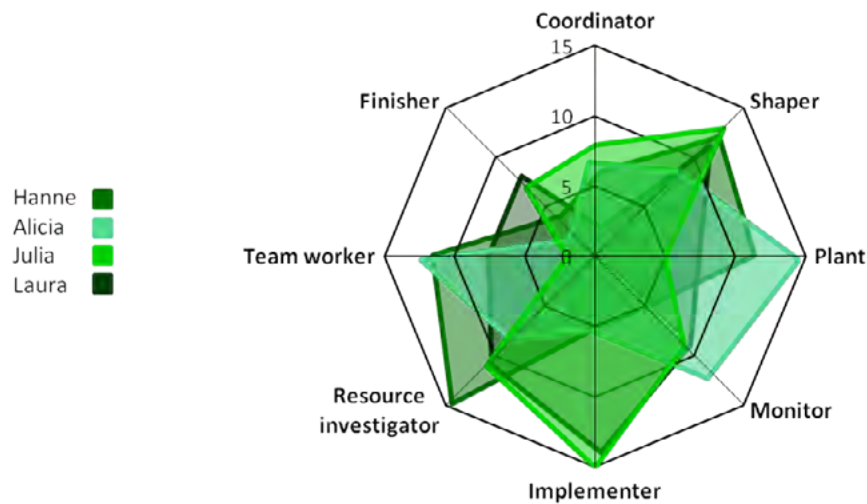 Coordinator
15
Finisher
Shaper
10
5
Hanne
Alicia
Julia
Laura
Team worker
0
Plant
Resource
investigator
Monitor
Implementer